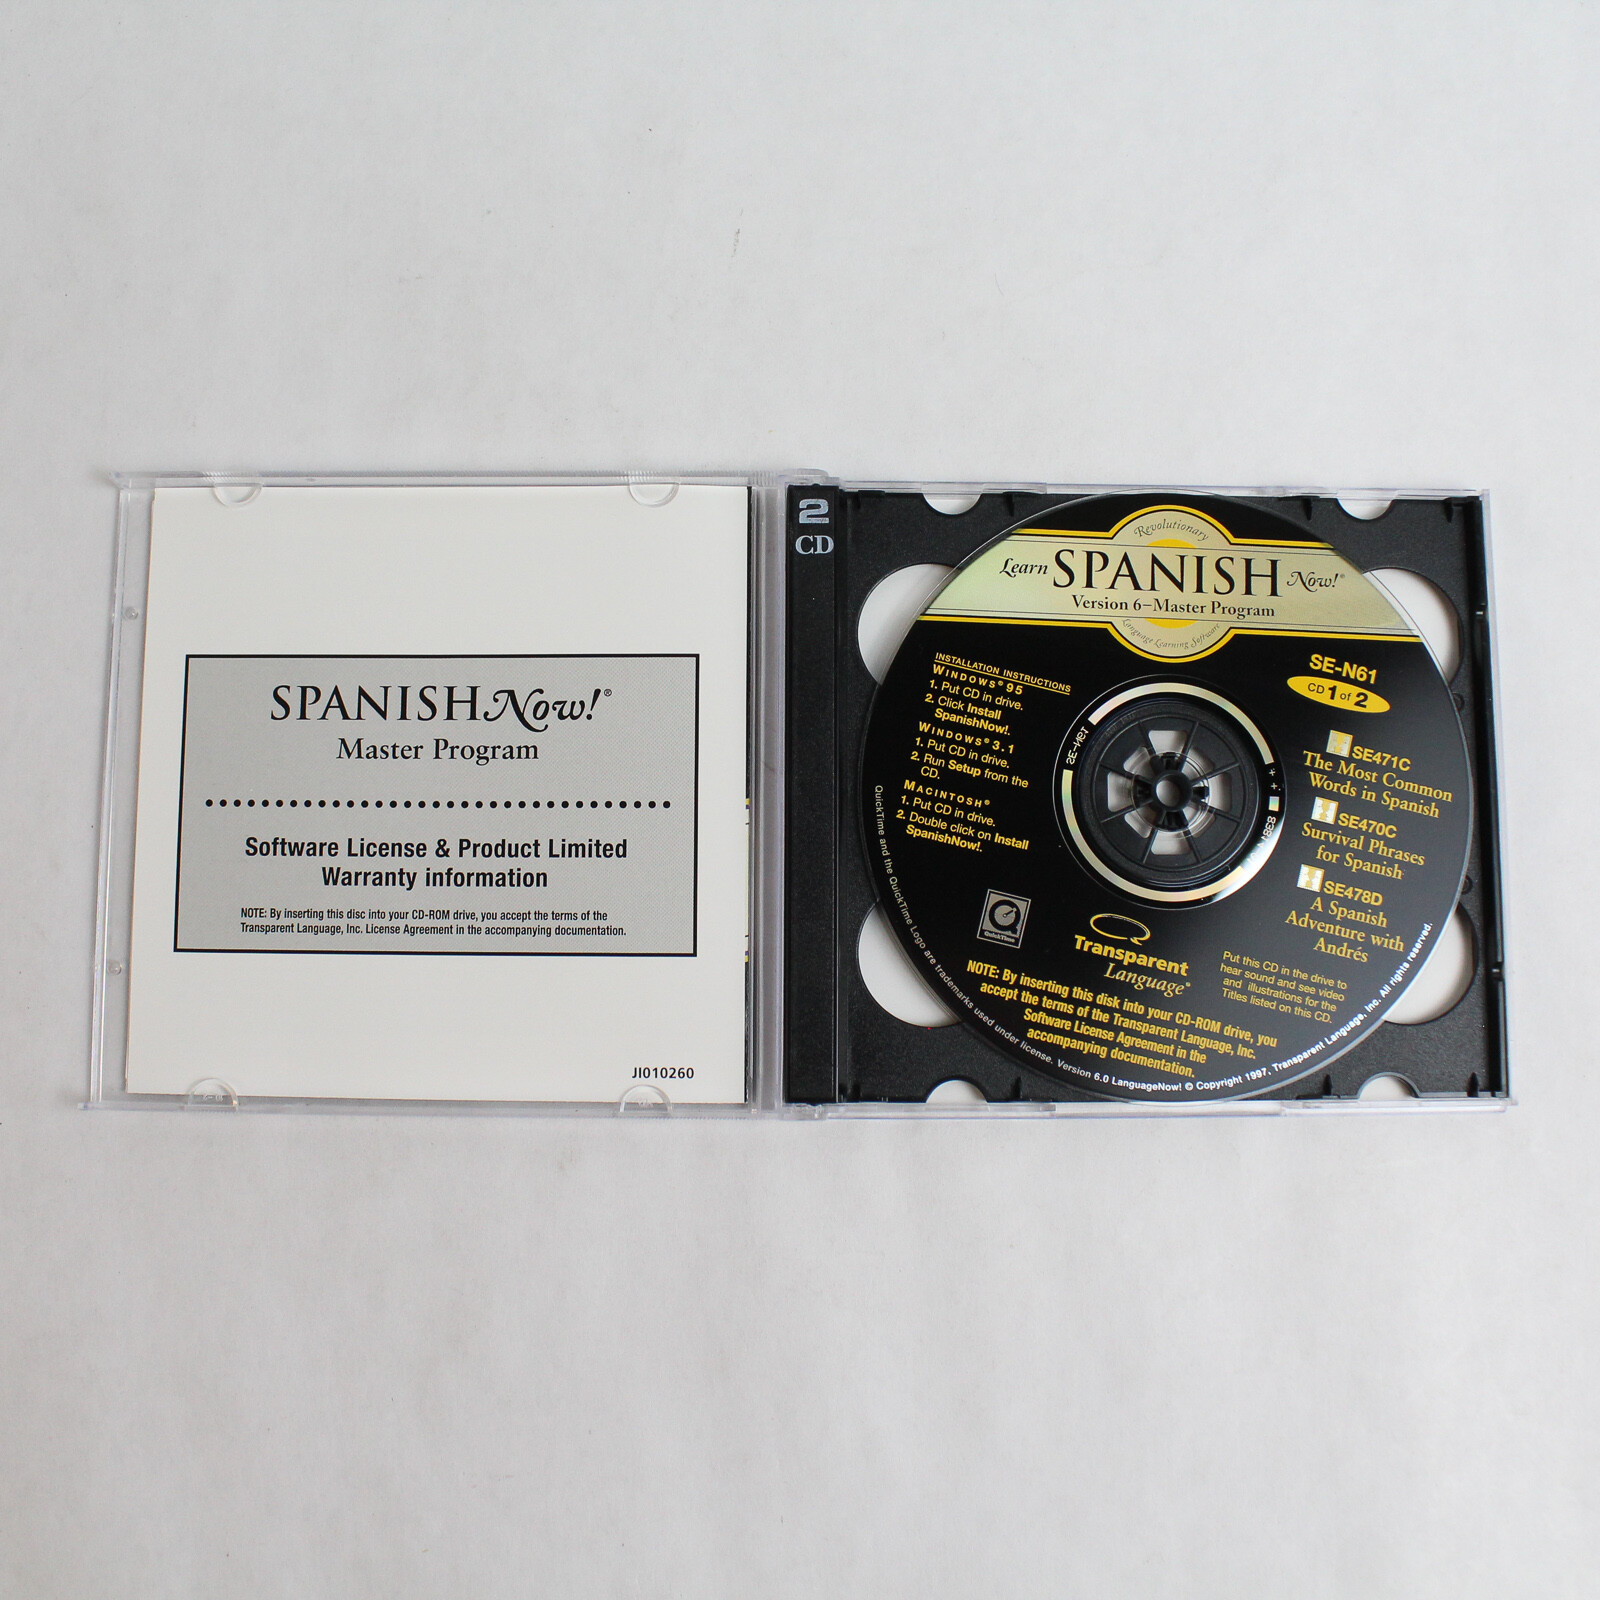 SPANISH Now!®
Master Program
Software License & Product Limited
Warranty information
NOTE: By inserting this disc into your CD-ROM drive, you accept the terms of the
Transparent Language, Inc. License Agreement in the accompanying documentation.
JI010260
2
CD
Revolutionary
Learn SPANISH Now!®
Version 6–Master Program
Language Learning Software
INSTALLATION INSTRUCTIONS
WINDOWS® 95
1. Put CD in drive.
2. Click Install
SpanishNow!.
WINDOWS® 3.1
1. Put CD in drive.
2. Run Setup from the
CD.
MACINTOSH®
1. Put CD in drive.
2. Double click on Install
SpanishNow!.
SE-N61
CD 1 of 2
SE471C
The Most Common
Words in Spanish
SE470C
Survival Phrases
for Spanish
SE478D
A Spanish
Adventure with
Andrés
Put this CD in the drive to
hear sound and see video
and illustrations for the
Titles listed on this CD.
SE-N61
QuickTime
Transparent
Language®
NOTE: By inserting this disk into your CD-ROM drive, you
accept the terms of the Transparent Language, Inc.
Software License Agreement in the
accompanying documentation.
QuickTime and the QuickTime Logo are trademarks used under license. Version 6.0 LanguageNow! © Copyright 1997, Transparent Language, Inc. All rights reserved.